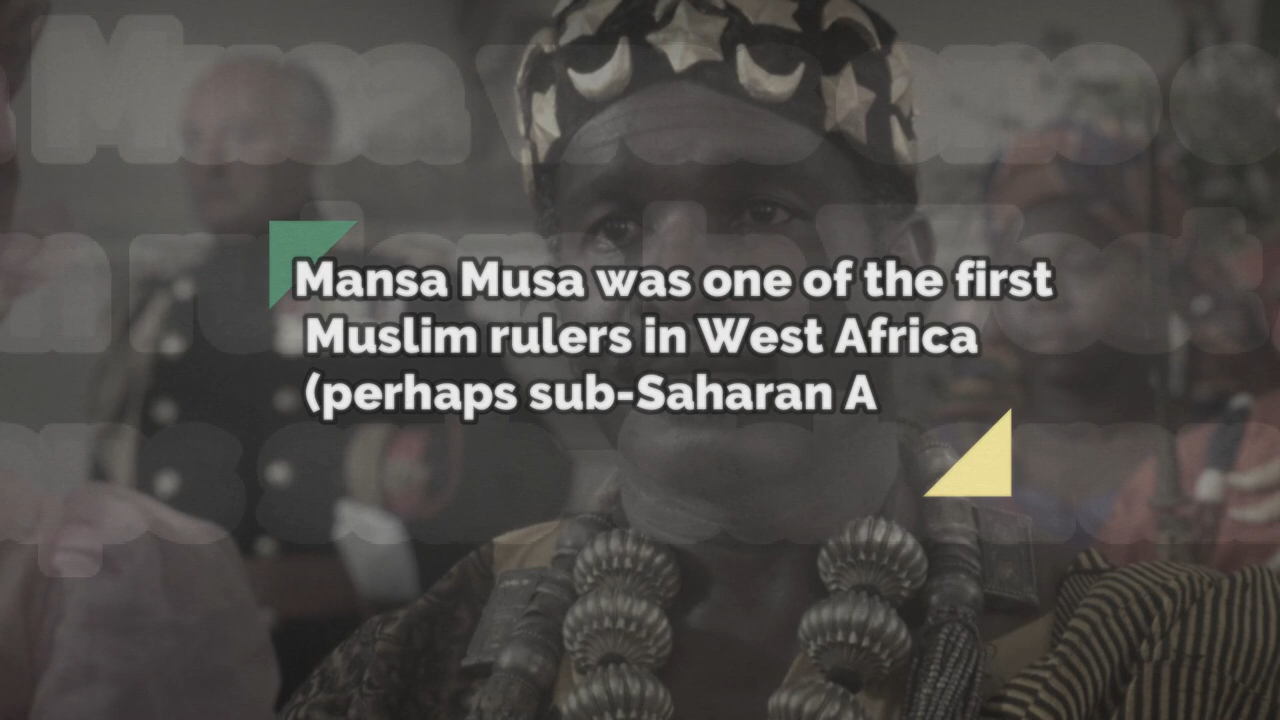 Mansa Musa was one of the first
Muslim rulers in West Africa
(perhaps sub-Saharan A